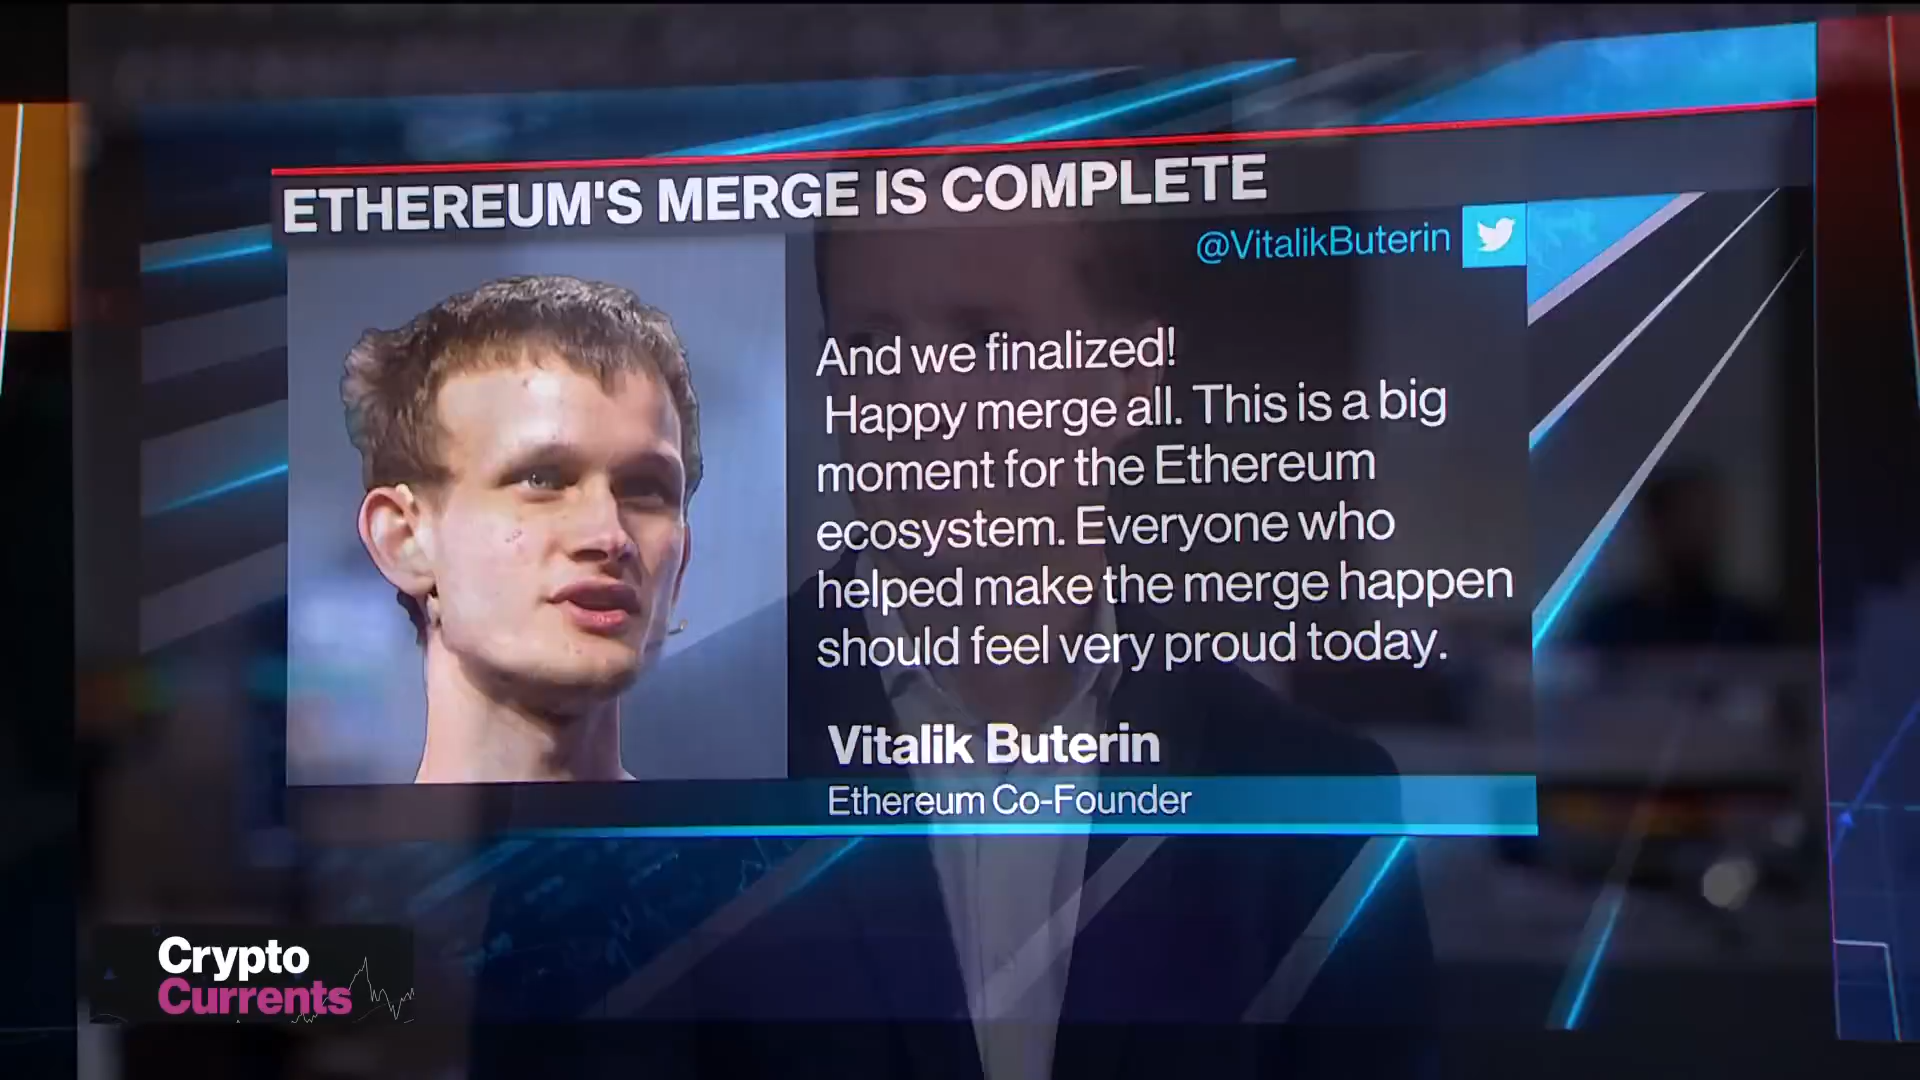 ETHEREUM'S MERGE IS COMPLETE
@VitalikButerin
And we finalized!
Happy merge all. This is a big
moment for the Ethereum
ecosystem. Everyone who
helped make the merge happen
should feel very proud today.
Vitalik Buterin
Ethereum Co-Founder
Crypto
Currents